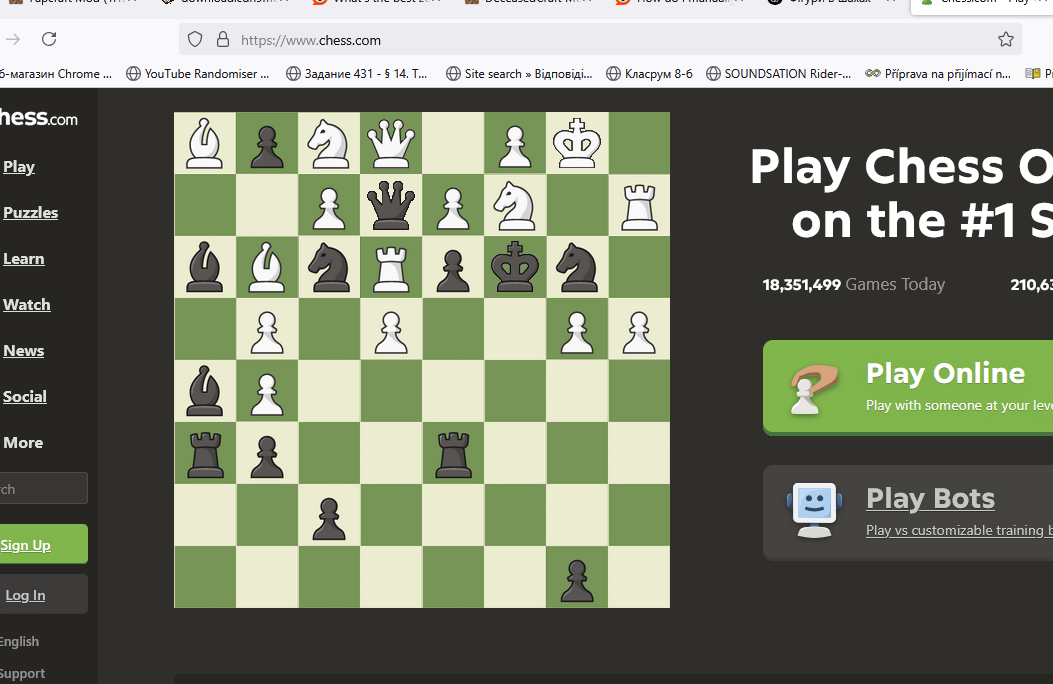 https://www.chess.com
б-магазин Chrome ...
YouTube Randomiser ...
Задание 431 - § 14. Т...
Site search » Відповіді...
Класрум 8-6
SOUNDSATION Rider-...
Příprava na přijímací n...
hess.com
Play
Puzzles
Learn
Watch
News
Social
More
rch
Sign Up
Log In
English
Support
Play Chess O
on the #1 S
18,351,499 Games Today
210,63
Play Online
Play with someone at your leve
Play Bots
Play vs customizable training b